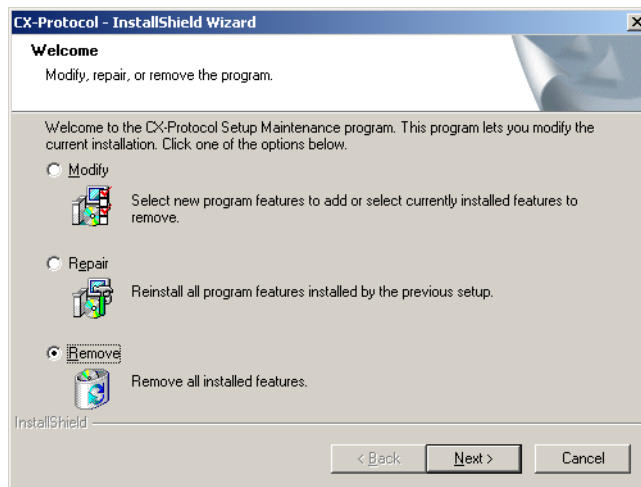 CX-Protocol - InstallShield Wizard
Welcome
Modify, repair, or remove the program.
Welcome to the CX-Protocol Setup Maintenance program. This program lets you modify the
current installation. Click one of the options below.
Modify
Select new program features to add or select currently installed features to
remove.
Repair
Reinstall all program features installed by the previous setup.
Remove
Remove all installed features.
InstallShield
< Back
Next >
Cancel